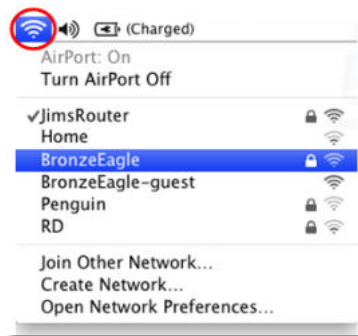 (Charged)
AirPort: On
Turn AirPort Off
✓JimsRouter
Home
BronzeEagle
BronzeEagle-guest
Penguin
RD
Join Other Network...
Create Network...
Open Network Preferences...